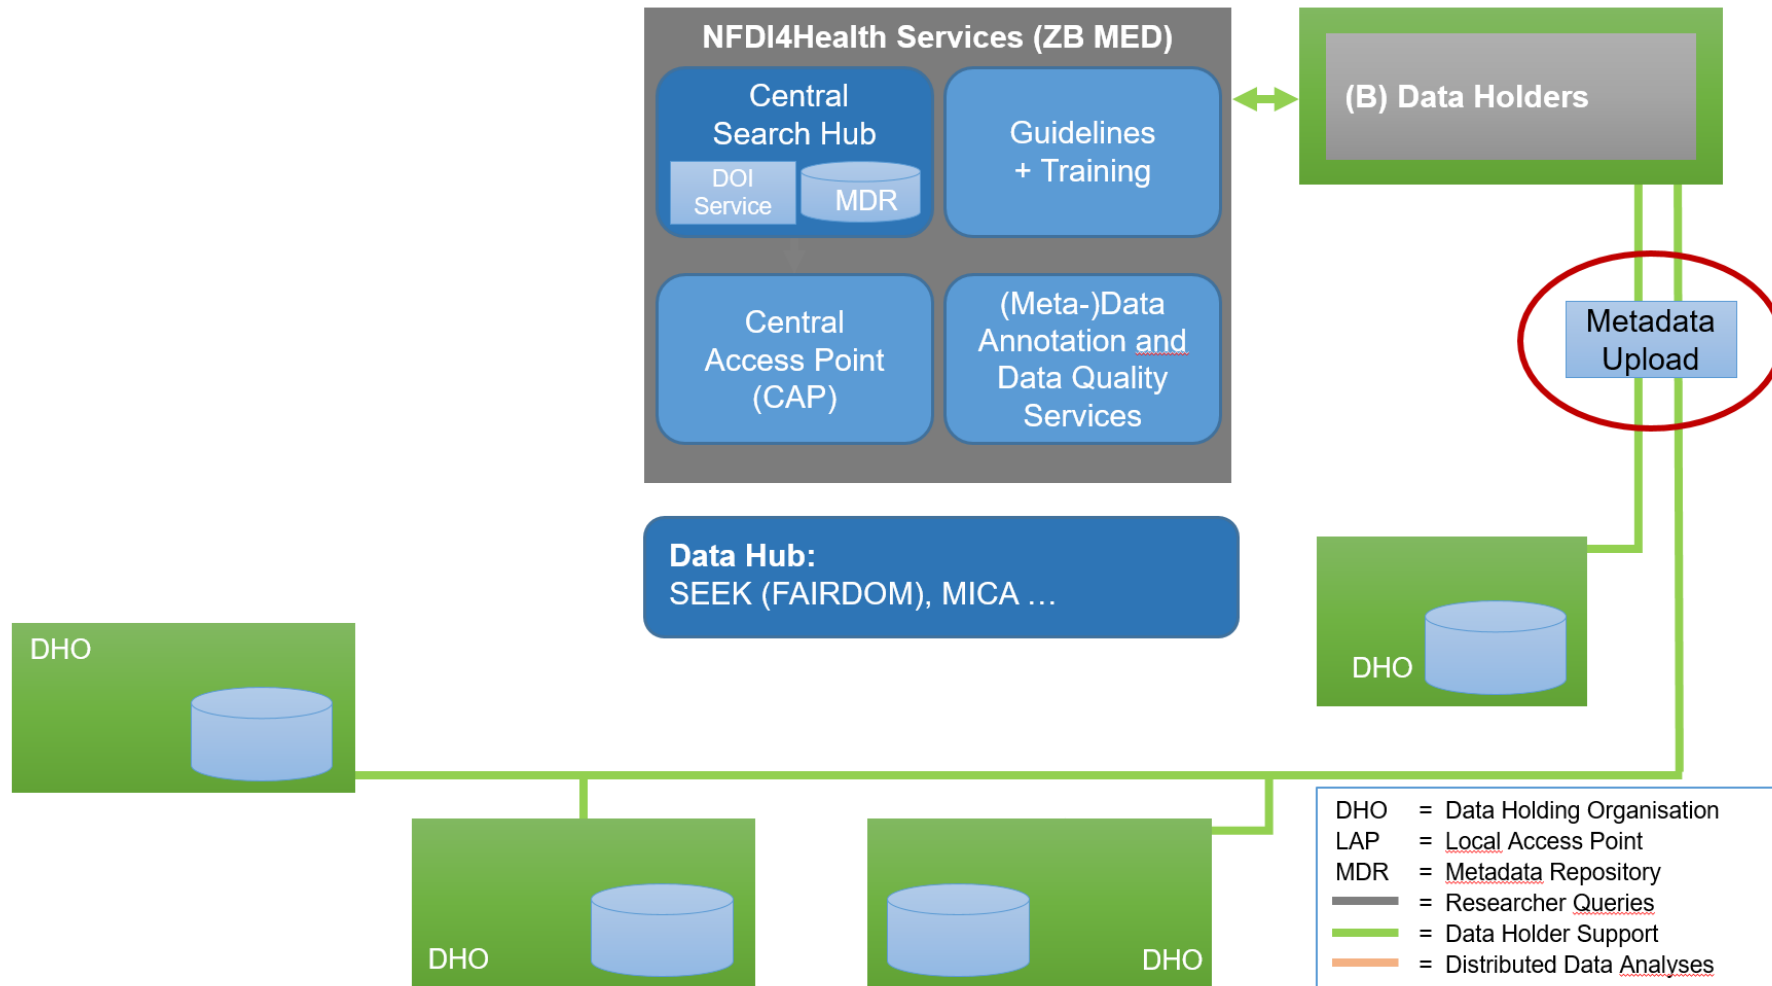 NFDI4Health Services (ZB MED)
Central
Search Hub
DOI
Service
MDR
Guidelines
+ Training
Central
Access Point
(CAP)
(Meta-)Data
Annotation and
Data Quality
Services
(B) Data Holders
Metadata
Upload
Data Hub:
SEEK (FAIRDOM), MICA ...
DHO
DHO
DHO
DHO
DHO = Data Holding Organisation
LAP = Local Access Point
MDR = Metadata Repository
= Researcher Queries
= Data Holder Support
= Distributed Data Analyses